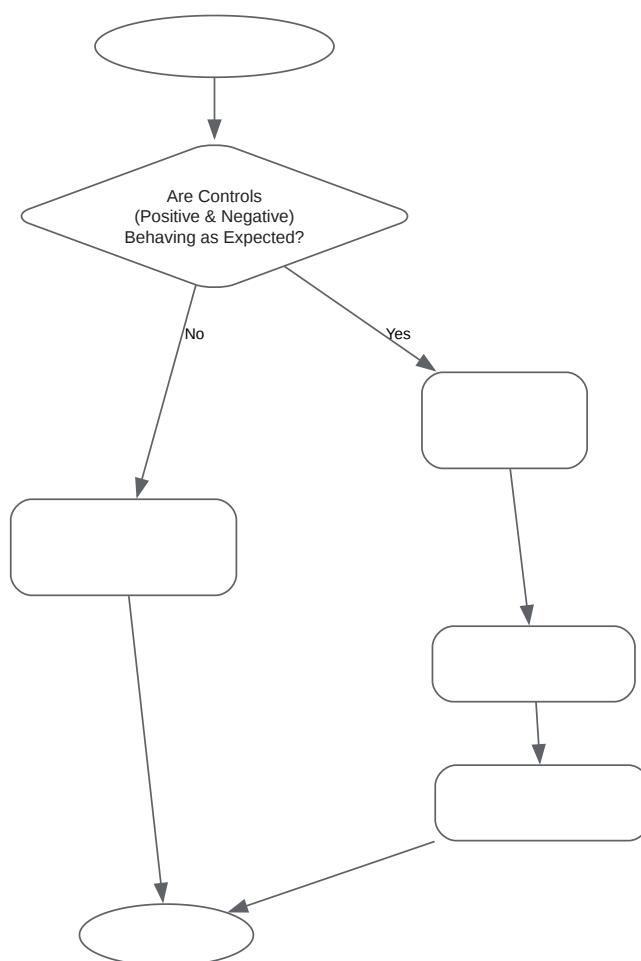 Are Controls
(Positive & Negative)
Behaving as Expected?
No
Yes